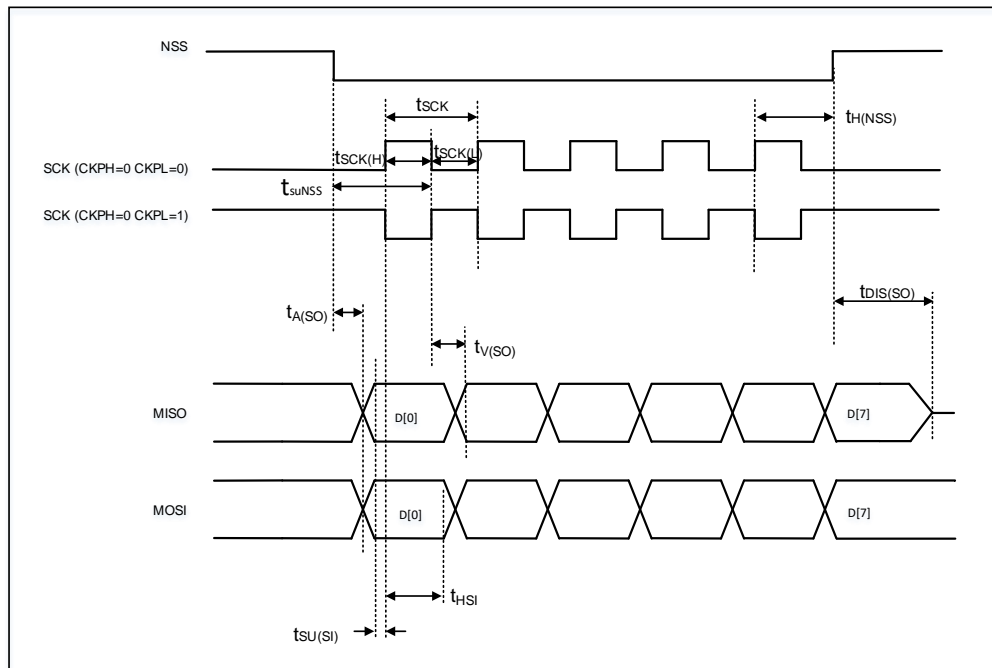 NSS
tSCK
tH(NSS)
tSCK(H)
tSCK(L)
SCK (CKPH=0 CKPL=0)
tsuNSS
SCK (CKPH=0 CKPL=1)
tDIS(SO)
tA(SO)
tV(SO)
MISO
D[0]
D[7]
MOSI
D[0]
D[7]
tHSI
tSU(SI)